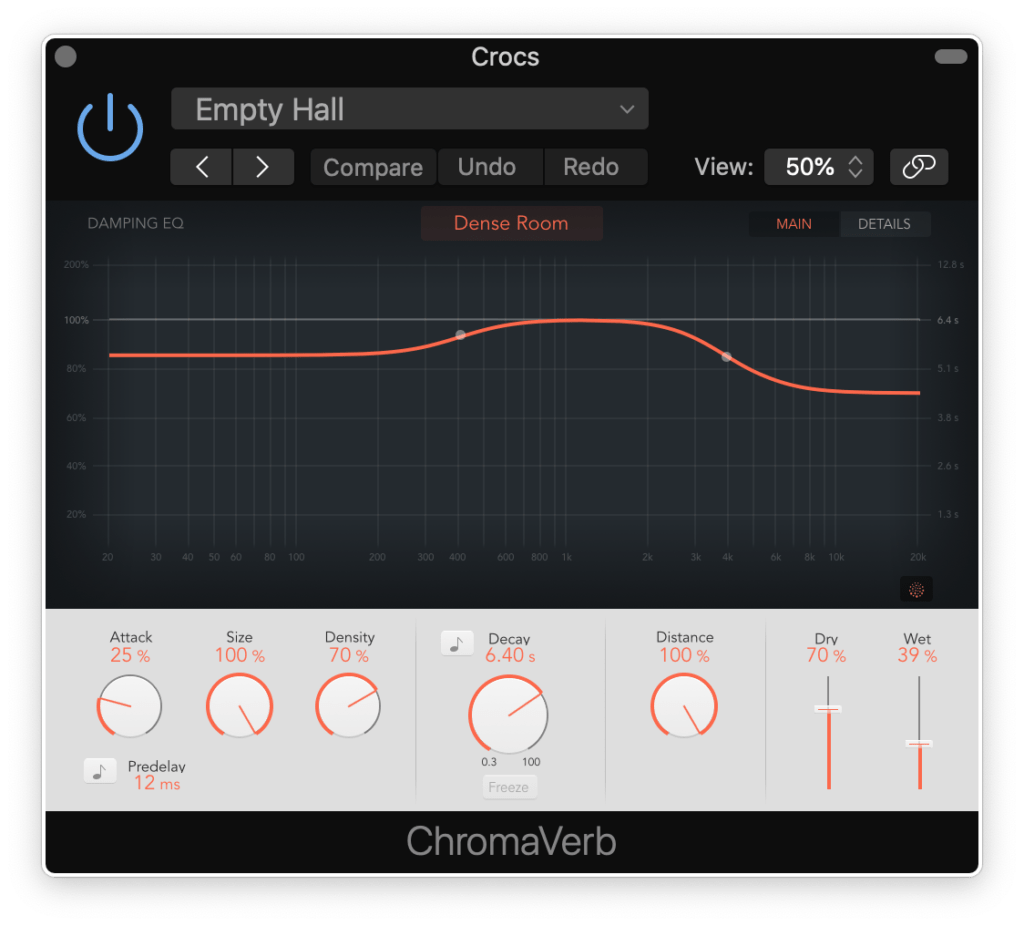 Crocs
Empty Hall
Compare Undo Redo View: 50%
DAMPING EQ Dense Room MAIN DETAILS
200% 12.8 s
100% 6.4 s
80% 5.1 s
60% 3.8 s
40% 2.6 s
20% 1.3 s
20 30 40 50 60 80 100 200 300 400 600 800 1k 2k 3k 4k 6k 8k 10k 20k
Attack Size Density Decay Distance Dry Wet
25 % 100 % 70 % 6.40 s 100 % 70 % 39 %
0.3 100
Predelay
12 ms
Freeze
ChromaVerb